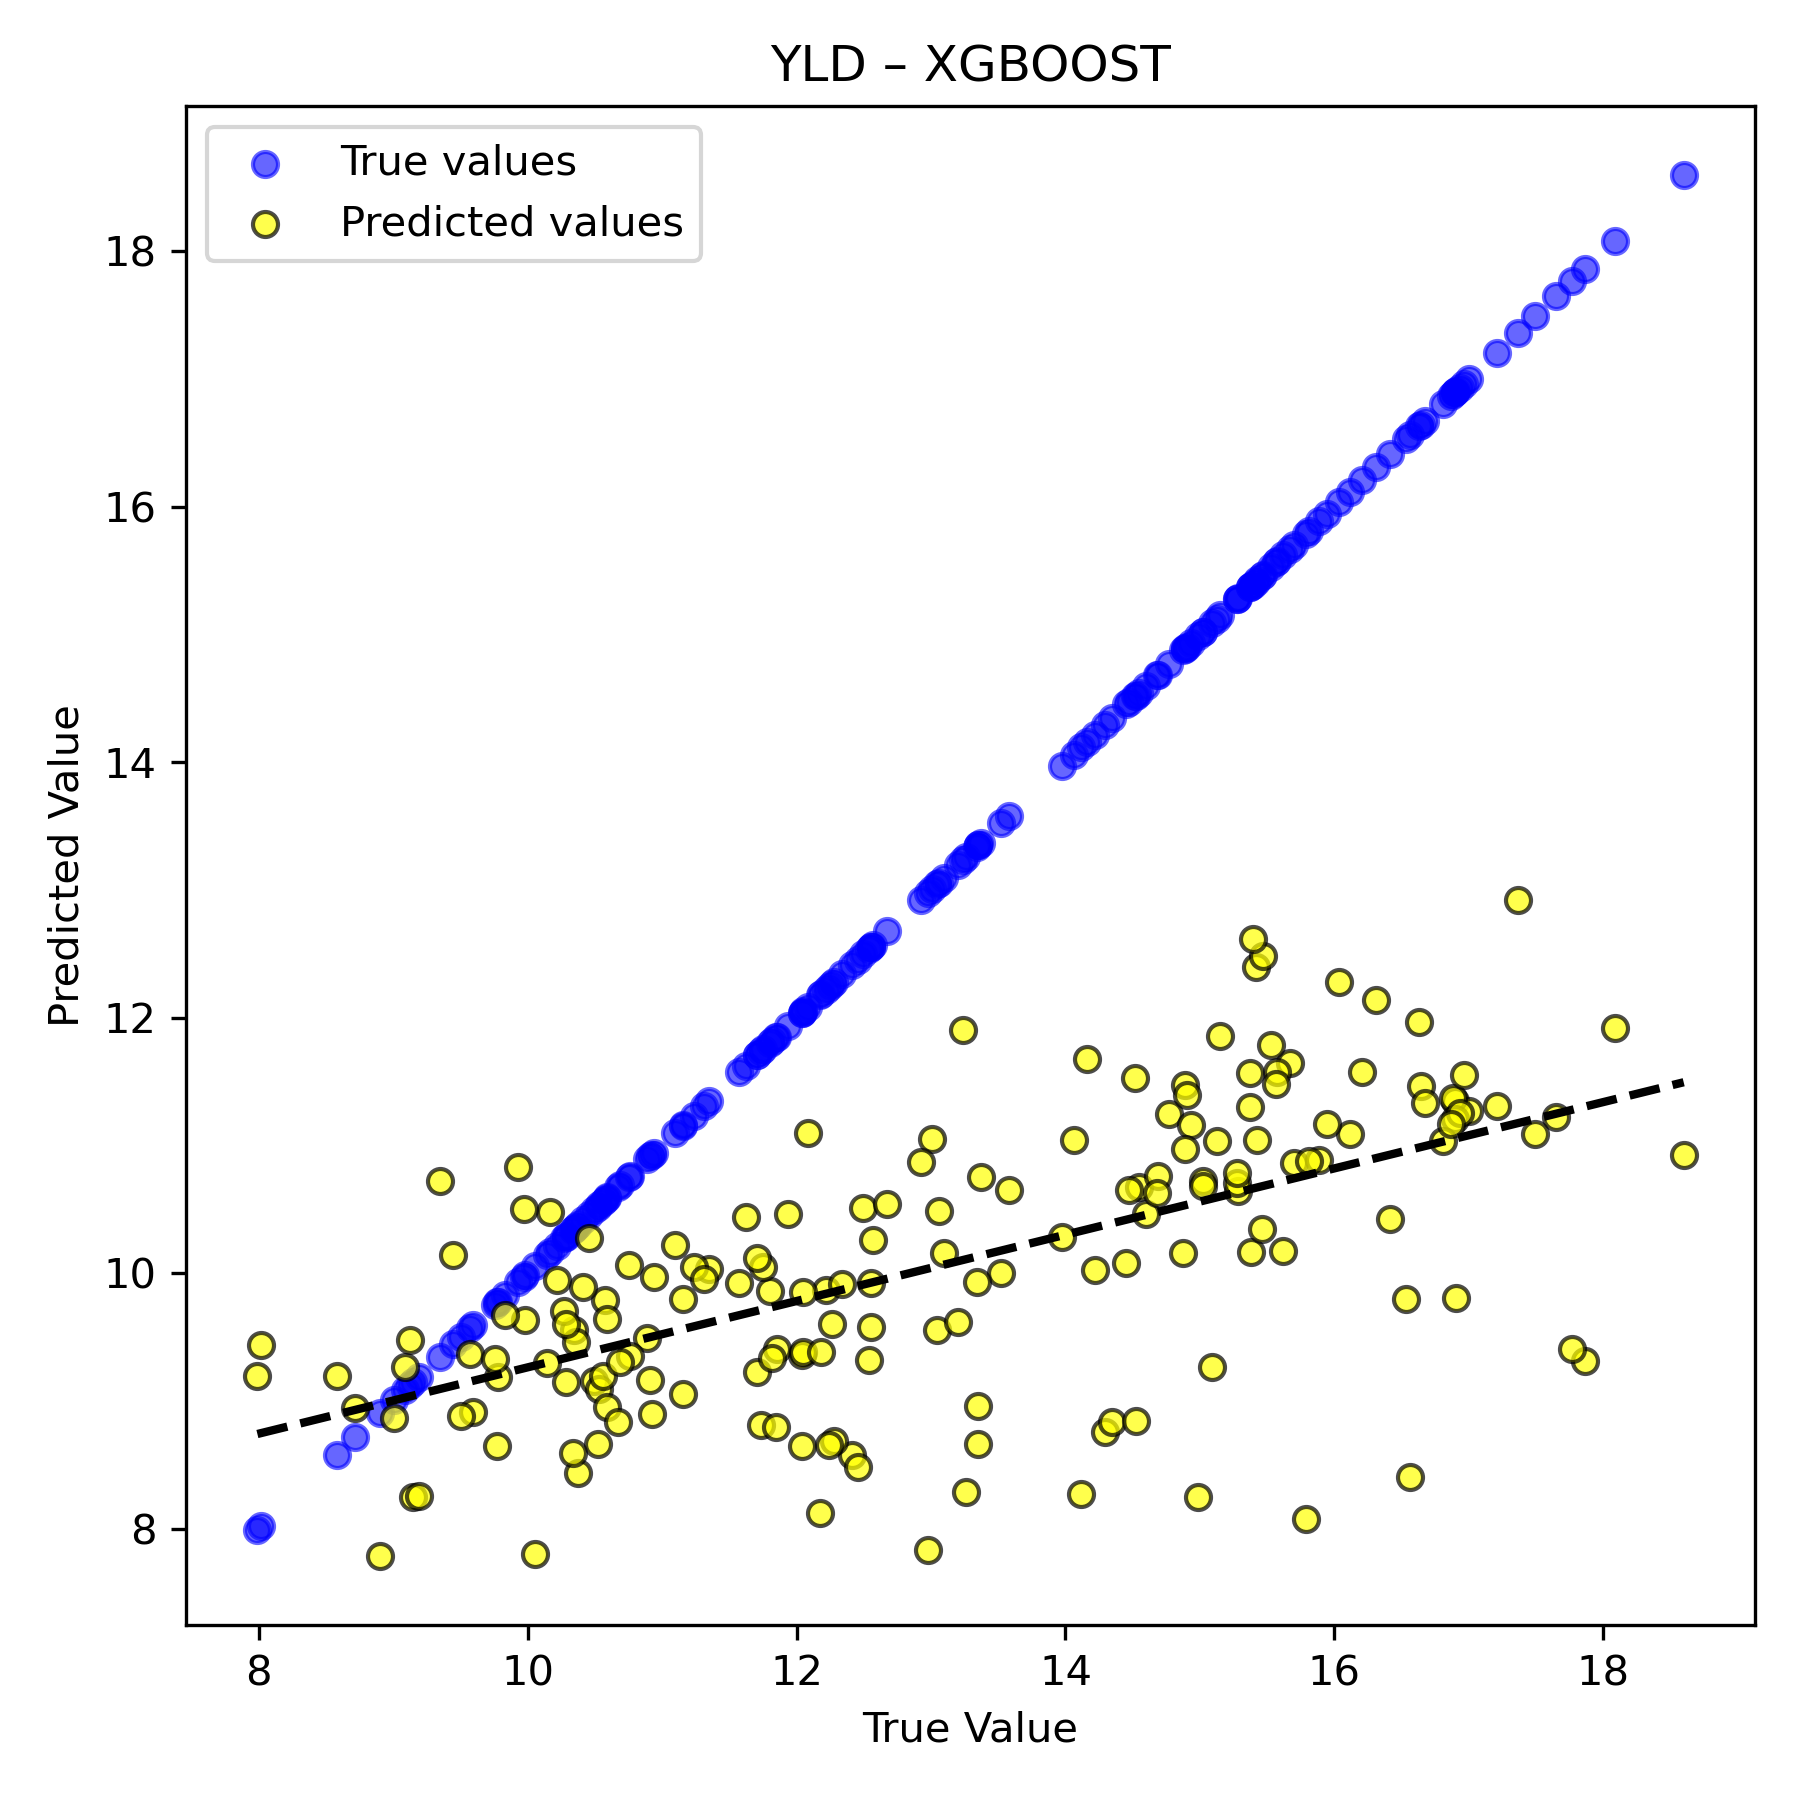 YLD – XGBOOST
True values
Predicted values
18
16
14
12
10
8
Predicted Value
8 10 12 14 16 18
True Value